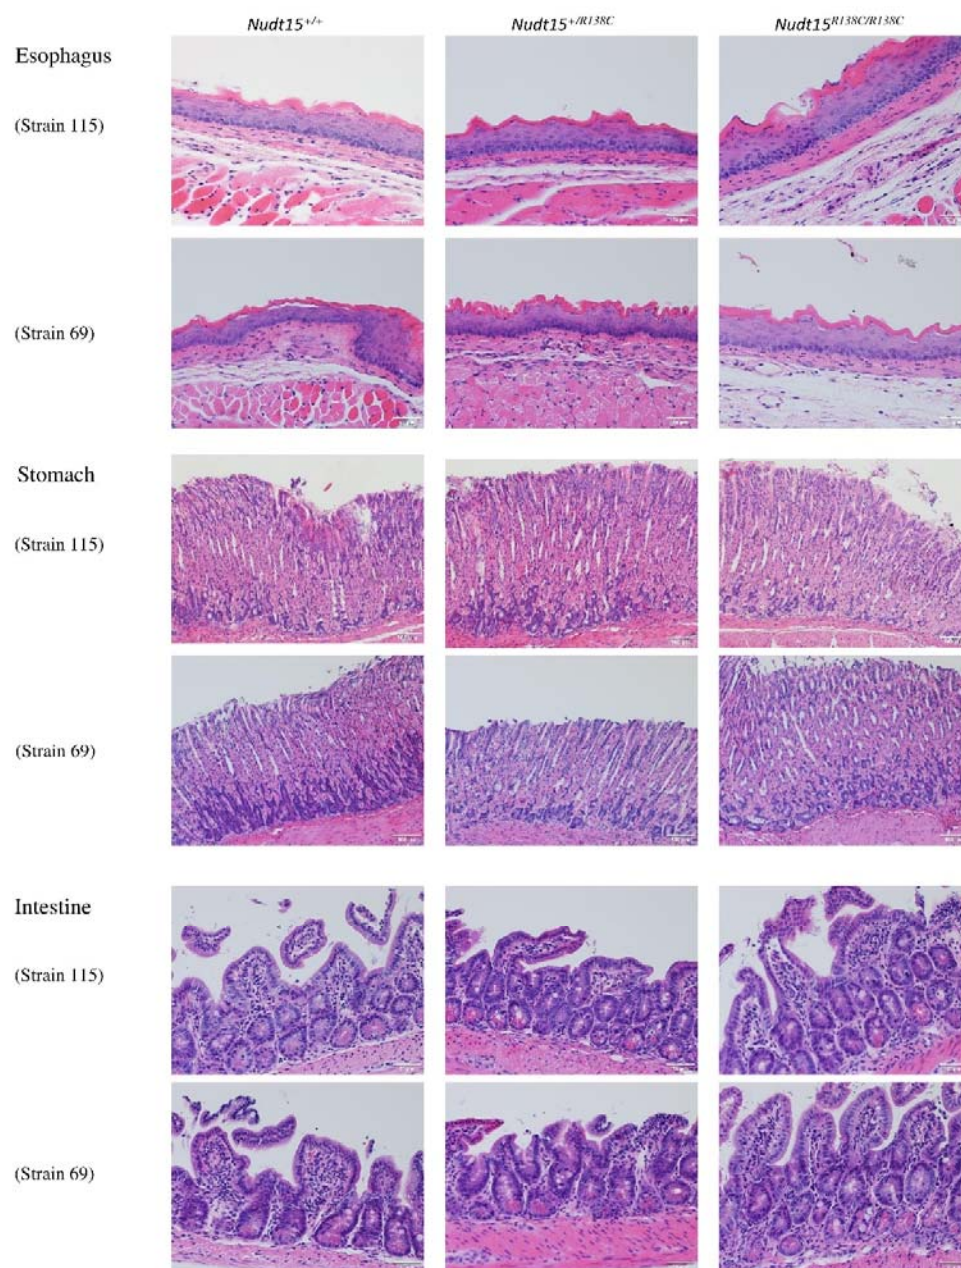 Nudt15+/+ Nudt15+/R138C Nudt15R138C/R138C
Esophagus
(Strain 115)
(Strain 69)
Stomach
(Strain 115)
(Strain 69)
Intestine
(Strain 115)
(Strain 69)